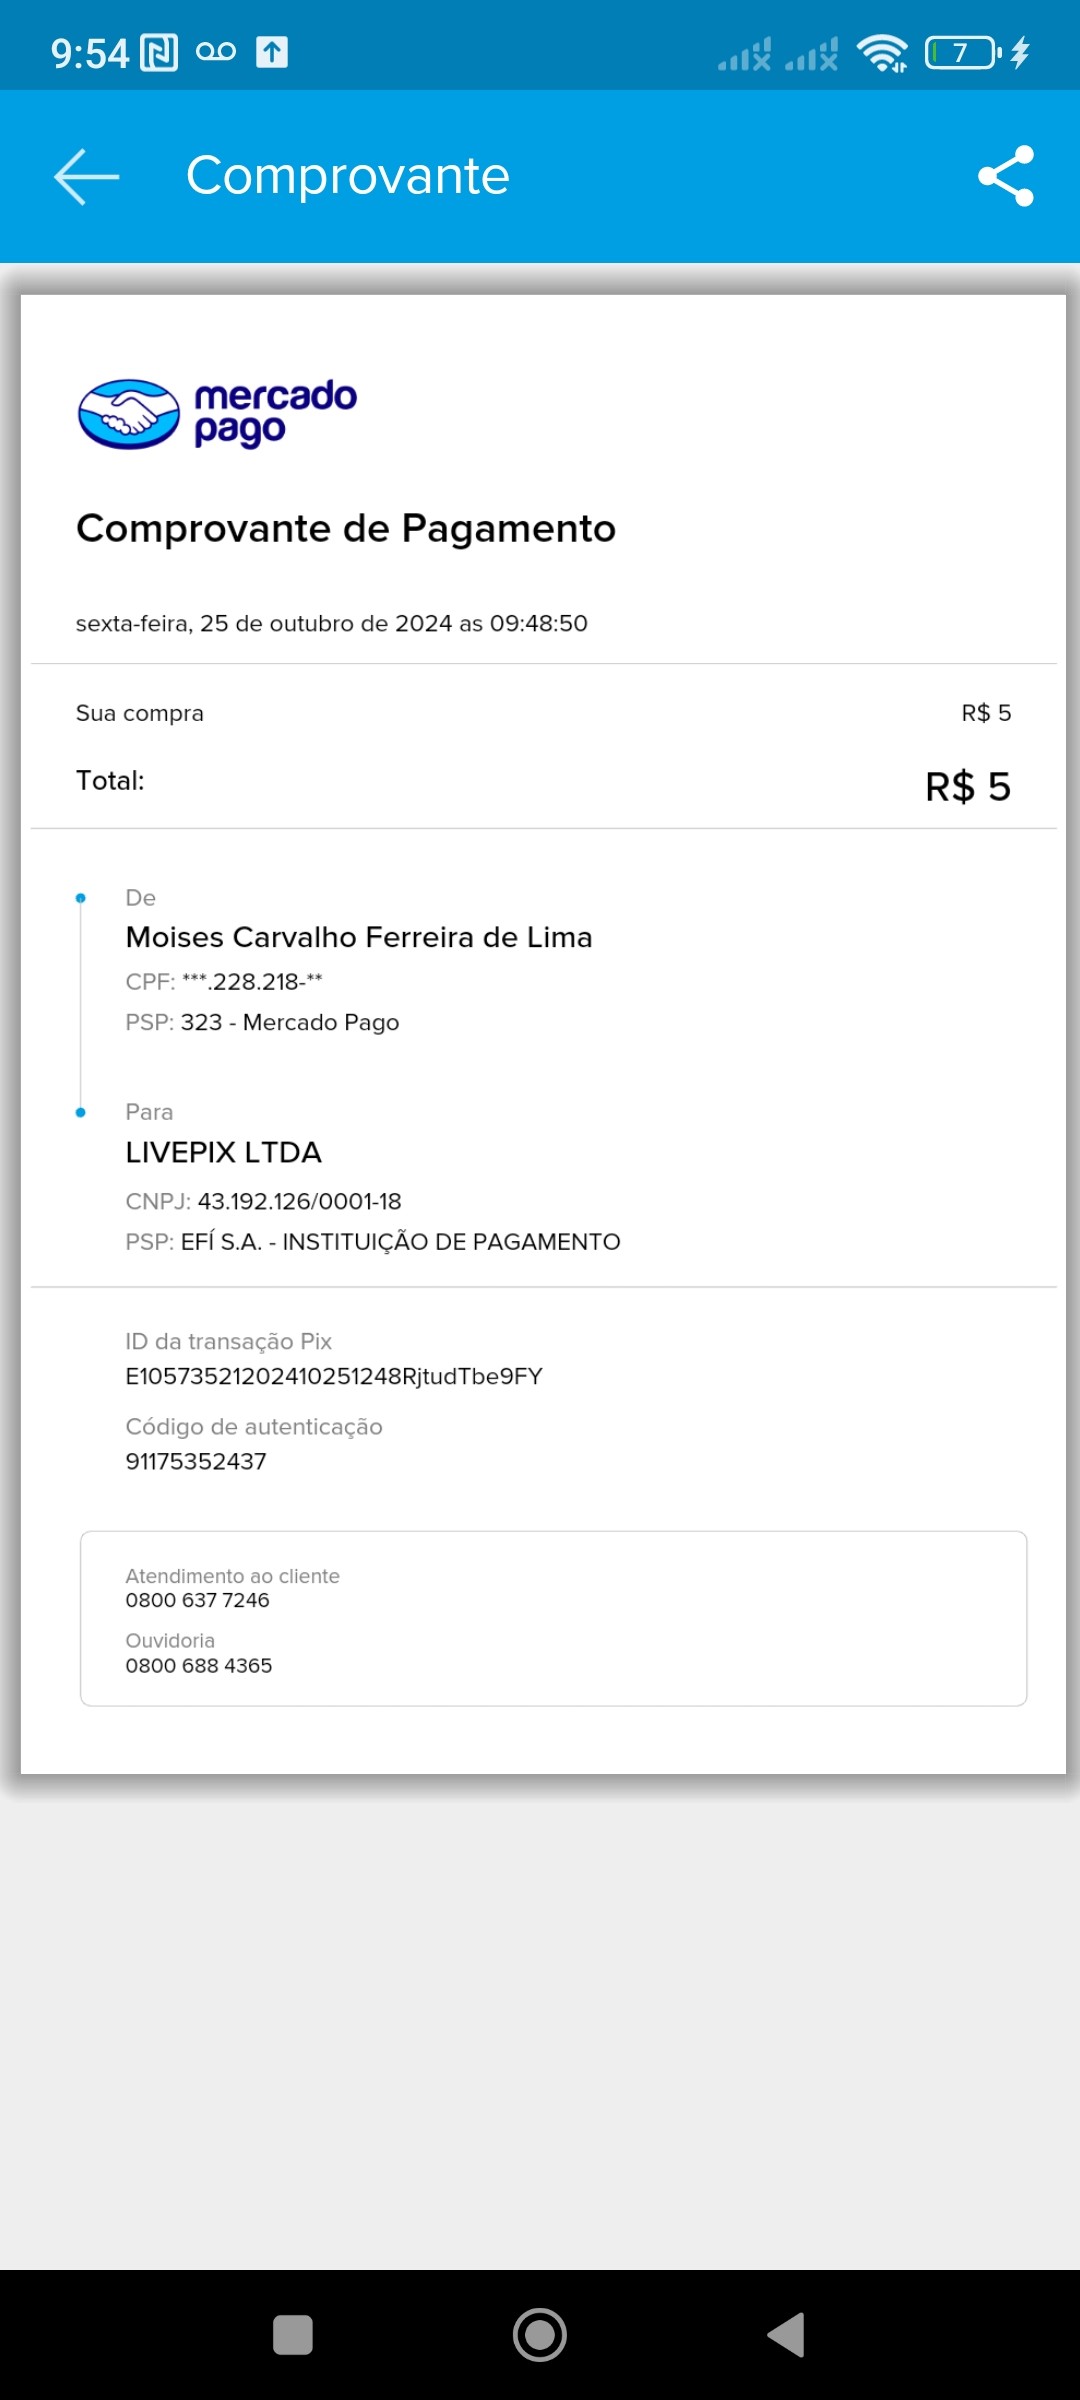 9:54
7
Comprovante
mercado
pago
Comprovante de Pagamento
sexta-feira, 25 de outubro de 2024 as 09:48:50
Sua compra R$ 5
Total: R$ 5
De
Moises Carvalho Ferreira de Lima
CPF: ***.228.218-**
PSP: 323 - Mercado Pago
Para
LIVEPIX LTDA
CNPJ: 43.192.126/0001-18
PSP: EFÍ S.A. - INSTITUIÇÃO DE PAGAMENTO
ID da transação Pix
E10573521202410251248RjtudTbe9FY
Código de autenticação
91175352437
Atendimento ao cliente
0800 637 7246
Ouvidoria
0800 688 4365